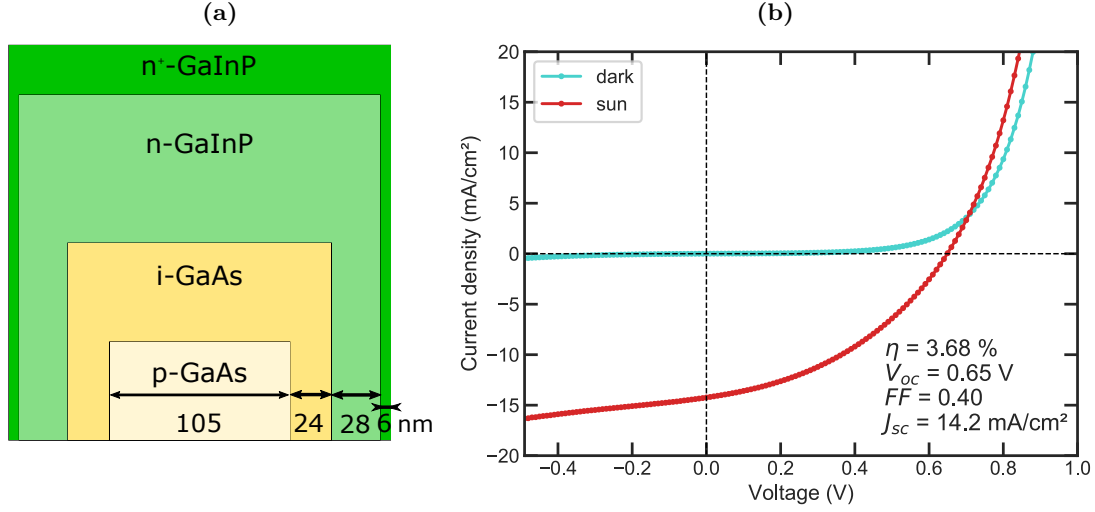 (a)
n⁺-GaInP
n-GaInP
i-GaAs
p-GaAs
105
24
28
6 nm
(b)
dark
sun
Current density (mA/cm²)
20
15
10
5
0
−5
−10
−15
−20
η = 3.68 %
Voc = 0.65 V
FF = 0.40
Jsc = 14.2 mA/cm²
−0.4
−0.2
0.0
0.2
0.4
0.6
0.8
1.0
Voltage (V)